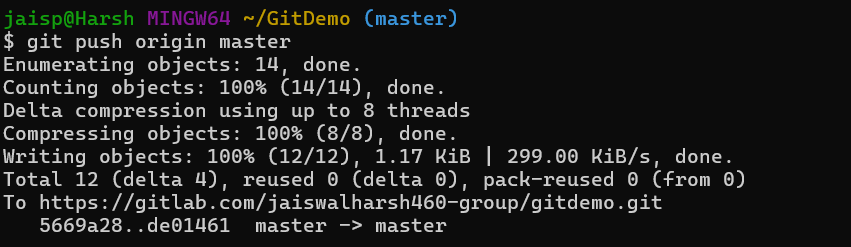 jaisp@Harsh MINGW64 ~/GitDemo (master)
$ git push origin master
Enumerating objects: 14, done.
Counting objects: 100% (14/14), done.
Delta compression using up to 8 threads
Compressing objects: 100% (8/8), done.
Writing objects: 100% (12/12), 1.17 KiB | 299.00 KiB/s, done.
Total 12 (delta 4), reused 0 (delta 0), pack-reused 0 (from 0)
To https://gitlab.com/jaiswalharsh460-group/gitdemo.git
   5669a28..de01461  master -> master